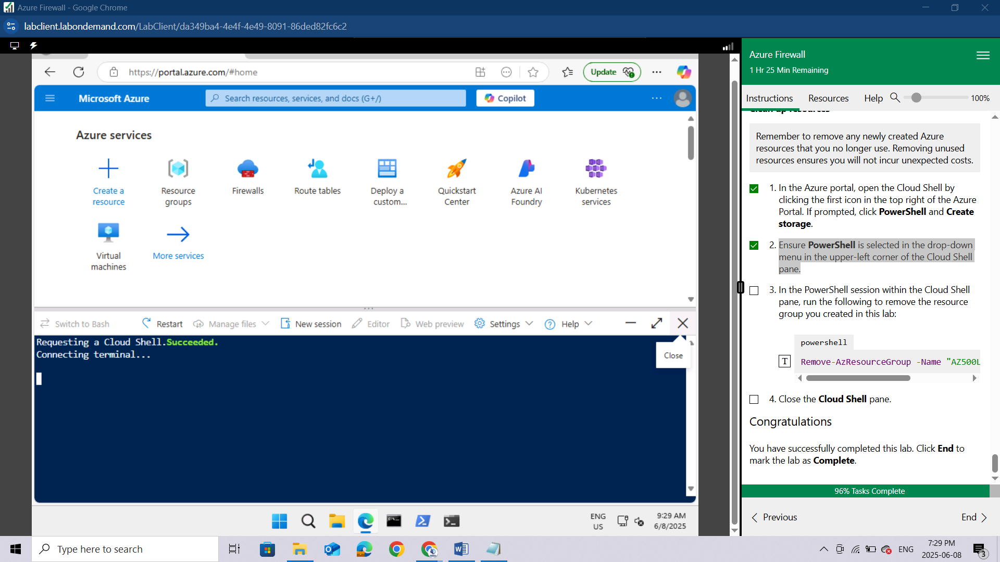 Azure Firewall - Google Chrome
labclient.labondemand.com/LabClient/da349ba4-4e4f-4e49-8091-86ded82fc6c2
https://portal.azure.com/#home
Update
Microsoft Azure
Search resources, services, and docs (G+/)
Copilot
Azure services
Create a
resource
Resource
groups
Firewalls
Route tables
Deploy a
custom...
Quickstart
Center
Azure AI
Foundry
Kubernetes
services
Virtual
machines
More services
Switch to Bash
Restart
Manage files
New session
Editor
Web preview
Settings
Help
Requesting a Cloud Shell.Succeeded.
Connecting terminal...
Close
ENG
US
9:29 AM
6/8/2025
Azure Firewall
1 Hr 25 Min Remaining
Instructions
Resources
Help
100%
Clean up resources
Remember to remove any newly created Azure
resources that you no longer use. Removing unused
resources ensures you will not incur unexpected costs.
1. In the Azure portal, open the Cloud Shell by
clicking the first icon in the top right of the Azure
Portal. If prompted, click PowerShell and Create
storage.
2. Ensure PowerShell is selected in the drop-down
menu in the upper-left corner of the Cloud Shell
pane.
3. In the PowerShell session within the Cloud Shell
pane, run the following to remove the resource
group you created in this lab:
powershell
T
Remove-AzResourceGroup -Name "AZ500L
4. Close the Cloud Shell pane.
Congratulations
You have successfully completed this lab. Click End to
mark the lab as Complete.
96% Tasks Complete
Previous
End
Type here to search
ENG
7:29 PM
2025-06-08
3